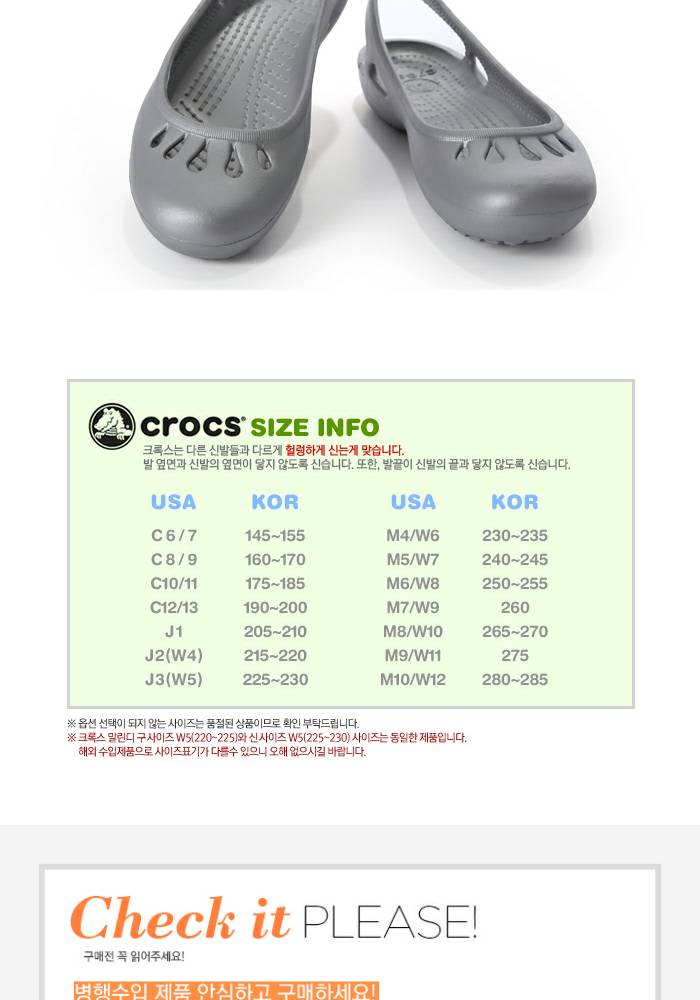 crocs® SIZE INFO
크록스는 다른 신발들과 다르게 헐렁하게 신는게 맞습니다.
발 옆면과 신발의 옆면이 닿지 않도록 신습니다. 또한, 발끝이 신발의 끝과 닿지 않도록 신습니다.
USA KOR USA KOR
C 6 / 7 145~155 M4/W6 230~235
C 8 / 9 160~170 M5/W7 240~245
C10/11 175~185 M6/W8 250~255
C12/13 190~200 M7/W9 260
J1 205~210 M8/W10 265~270
J2(W4) 215~220 M9/W11 275
J3(W5) 225~230 M10/W12 280~285
※ 옵션 선택이 되지 않는 사이즈는 품절된 상품이므로 확인 부탁드립니다.
※ 크록스 말린디 구사이즈 W5(220~225)와 신사이즈 W5(225~230) 사이즈는 동일한 제품입니다.
해외 수입제품으로 사이즈표기가 다를수 있으니 오해 없으시길 바랍니다.
Check it PLEASE!
구매전 꼭 읽어주세요!
병행수입 제품 안심하고 구매하세요!